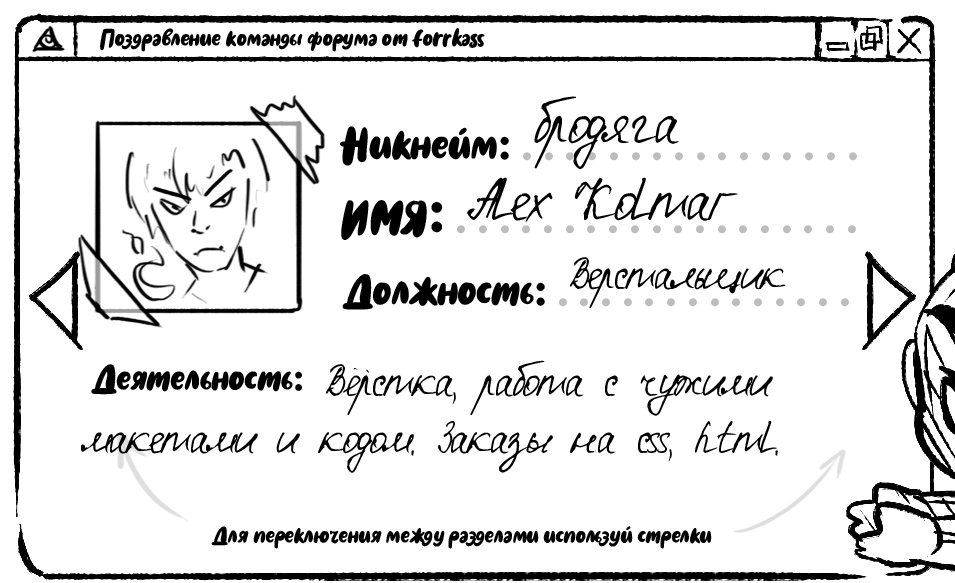 Поздравление команды форума от forrkass
Никнейм: бродяга
имя: Alex Kolmar
Должность: Верстальщик
Деятельность: Вёрстка, работа с чужими
макетами и кодом. Заказы на css, html.
Для переключения между разделами используй стрелки